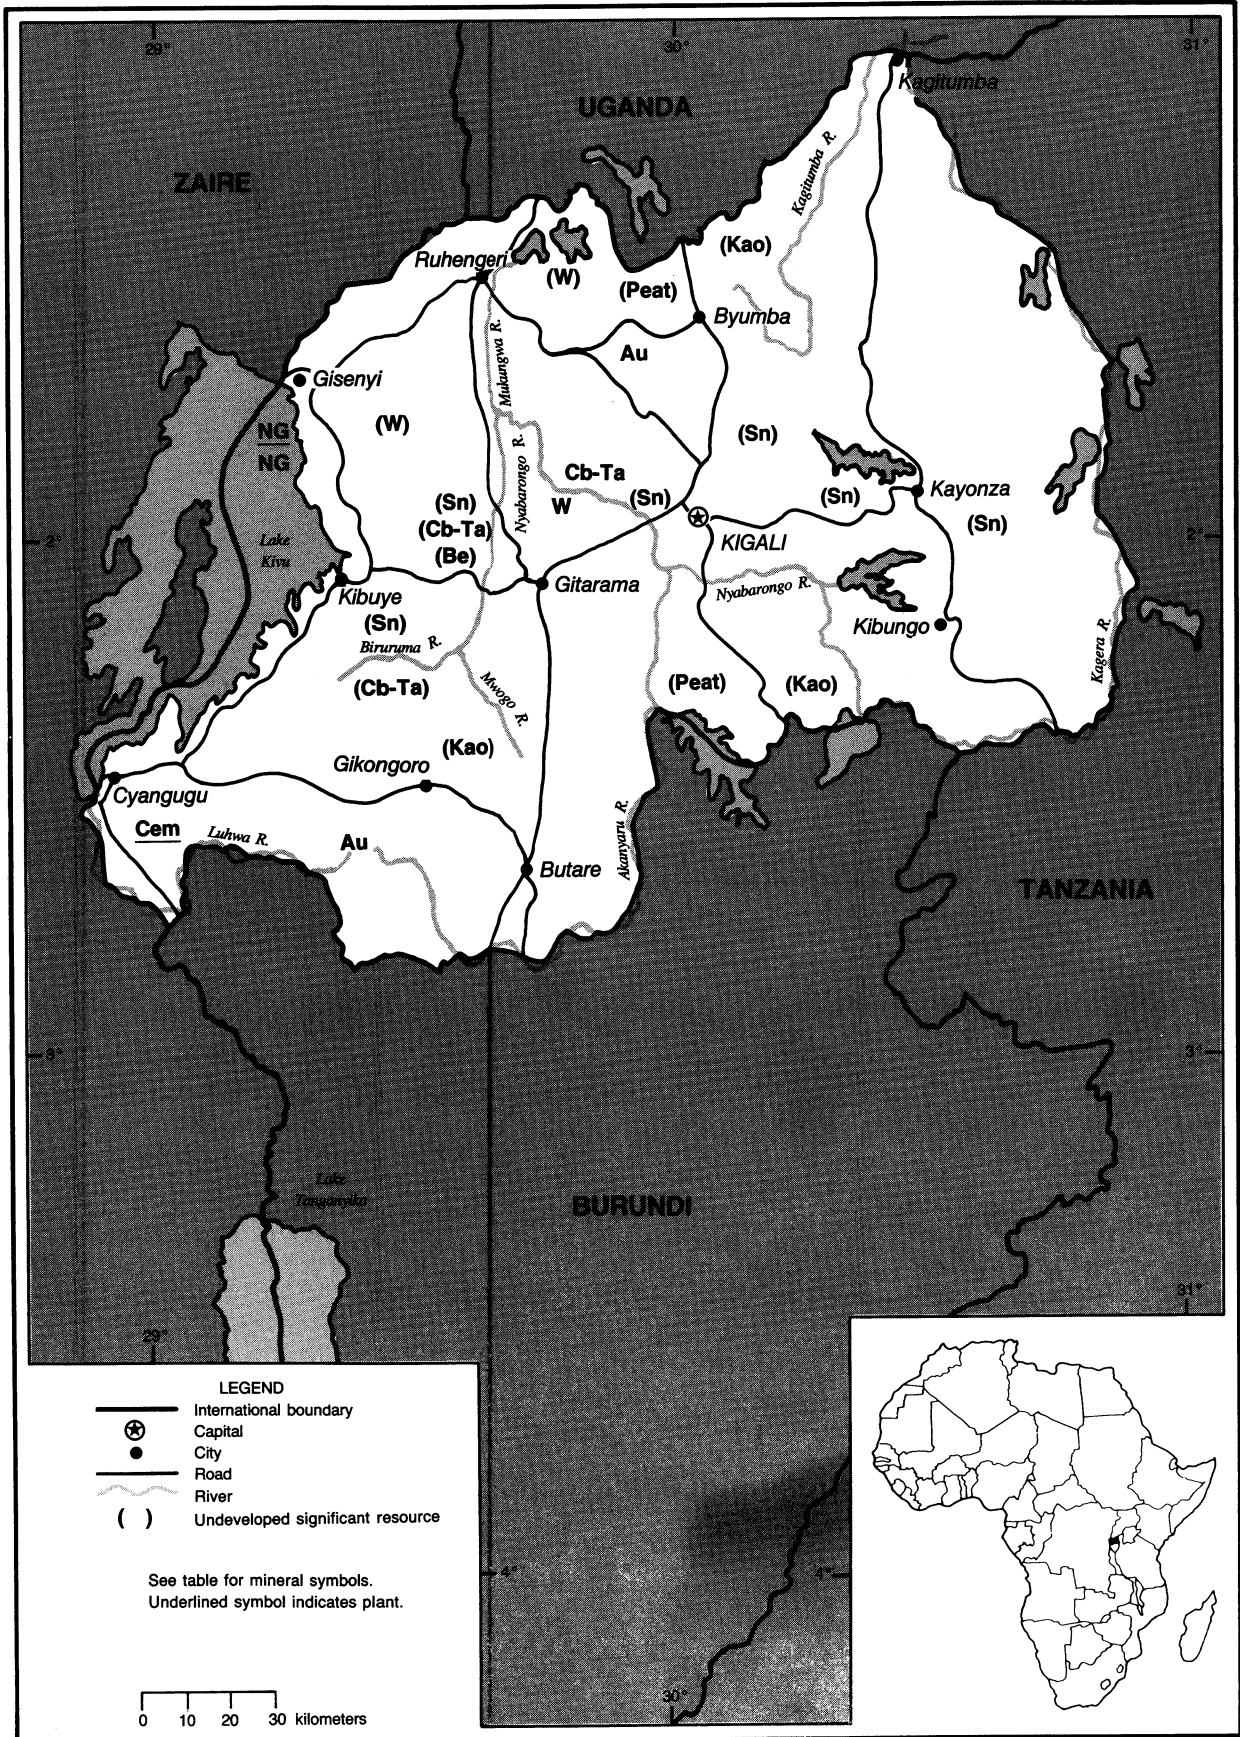 29°
30°
31°
Kagitumba
UGANDA
Kagitumba R.
ZAIRE
(Kao)
Ruhengeri
(W)
(Peat)
Byumba
Mukungwa R.
Au
Gisenyi
(W)
NG
NG
(Sn)
Nyabarongo R.
Cb-Ta
(Sn)
W
(Sn)
(Sn)
Kayonza
(Sn)
(Cb-Ta)
(Be)
2°
Lake
Kivu
KIGALI
2°
Kibuye
Gitarama
Nyabarongo R.
(Sn)
Kibungo
Biruruma R.
Kagera R.
(Cb-Ta)
Mwogo R.
(Peat)
(Kao)
(Kao)
Gikongoro
Cyangugu
Cem
Luhwa R.
Au
Akanyaru R.
Butare
TANZANIA
3°
3°
Lake
Tanganyika
BURUNDI
31°
29°
LEGEND
International boundary
Capital
City
Road
River
( ) Undeveloped significant resource
See table for mineral symbols.
Underlined symbol indicates plant.
4°
4°
30°
0 10 20 30 kilometers